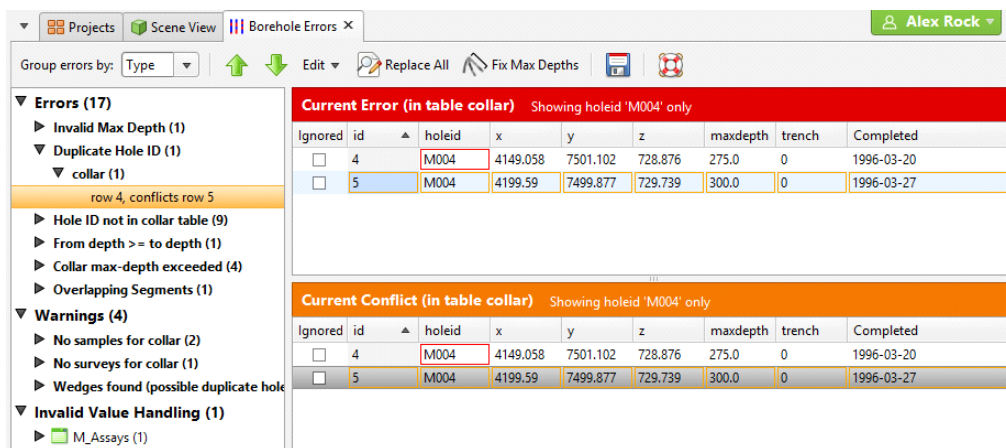 Projects Scene View Borehole Errors X Alex Rock
Group errors by: Type Edit Replace All Fix Max Depths
Errors (17)
Invalid Max Depth (1)
Duplicate Hole ID (1)
collar (1)
row 4, conflicts row 5
Hole ID not in collar table (9)
From depth >= to depth (1)
Collar max-depth exceeded (4)
Overlapping Segments (1)
Warnings (4)
No samples for collar (2)
No surveys for collar (1)
Wedges found (possible duplicate hole
Invalid Value Handling (1)
M_Assays (1)
Current Error (in table collar) Showing holeid 'M004' only
Ignored id holeid x y z maxdepth trench Completed
4 M004 4149.058 7501.102 728.876 275.0 0 1996-03-20
5 M004 4199.59 7499.877 729.739 300.0 0 1996-03-27
Current Conflict (in table collar) Showing holeid 'M004' only
Ignored id holeid x y z maxdepth trench Completed
4 M004 4149.058 7501.102 728.876 275.0 0 1996-03-20
5 M004 4199.59 7499.877 729.739 300.0 0 1996-03-27